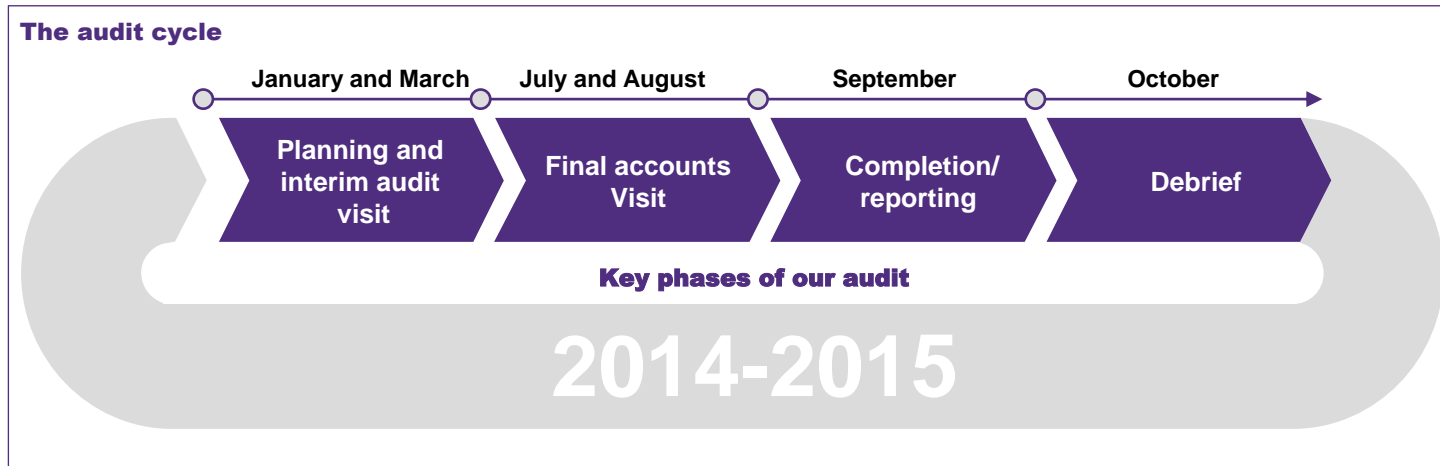 The audit cycle
January and March
July and August
September
October
Planning and
interim audit
visit
Final accounts
Visit
Completion/
reporting
Debrief
Key phases of our audit
2014-2015